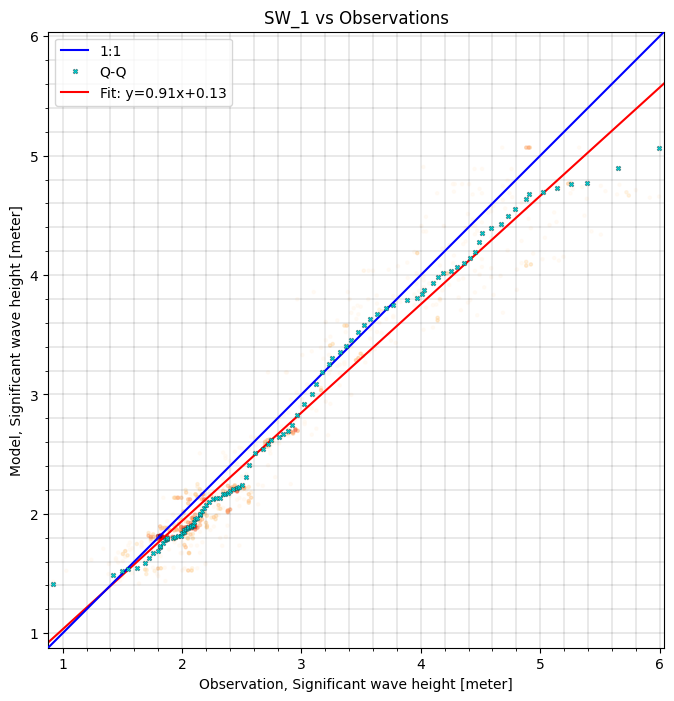 SW_1 vs Observations
1:1
Q-Q
Fit: y=0.91x+0.13
6
5
4
3
2
1
Model, Significant wave height [meter]
1 2 3 4 5 6
Observation, Significant wave height [meter]